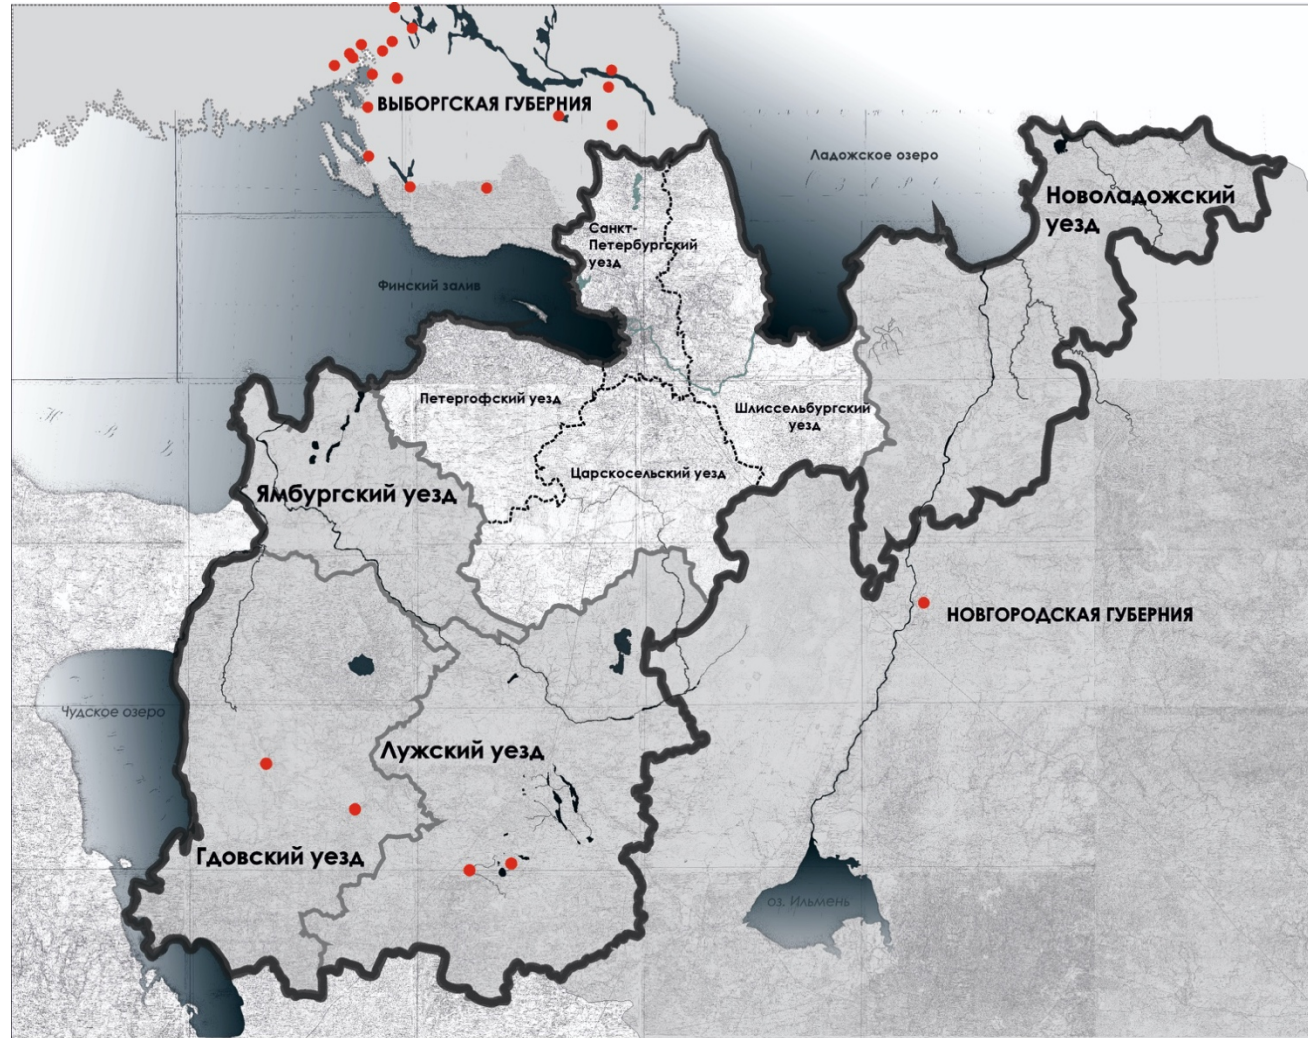 ВЫБОРГСКАЯ ГУБЕРНИЯ
Ладожское озеро
Новоладожский
уезд
Санкт-
Петербургский
уезд
Финский залив
Петергофский уезд
Шлиссельбургский
уезд
Царскосельский уезд
Ямбургский уезд
НОВГОРОДСКАЯ ГУБЕРНИЯ
Чудское озеро
Лужский уезд
Гдовский уезд
оз. Ильмень